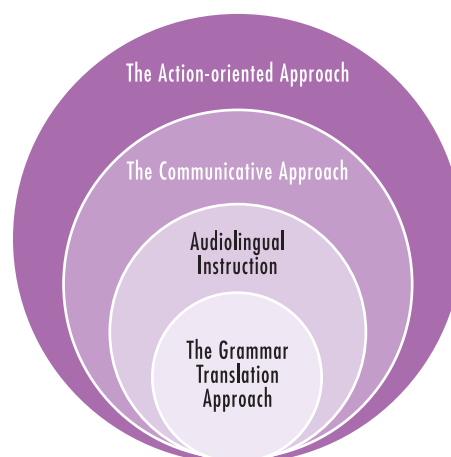 The Action-oriented Approach
The Communicative Approach
Audiolingual
Instruction
The Grammar
Translation
Approach